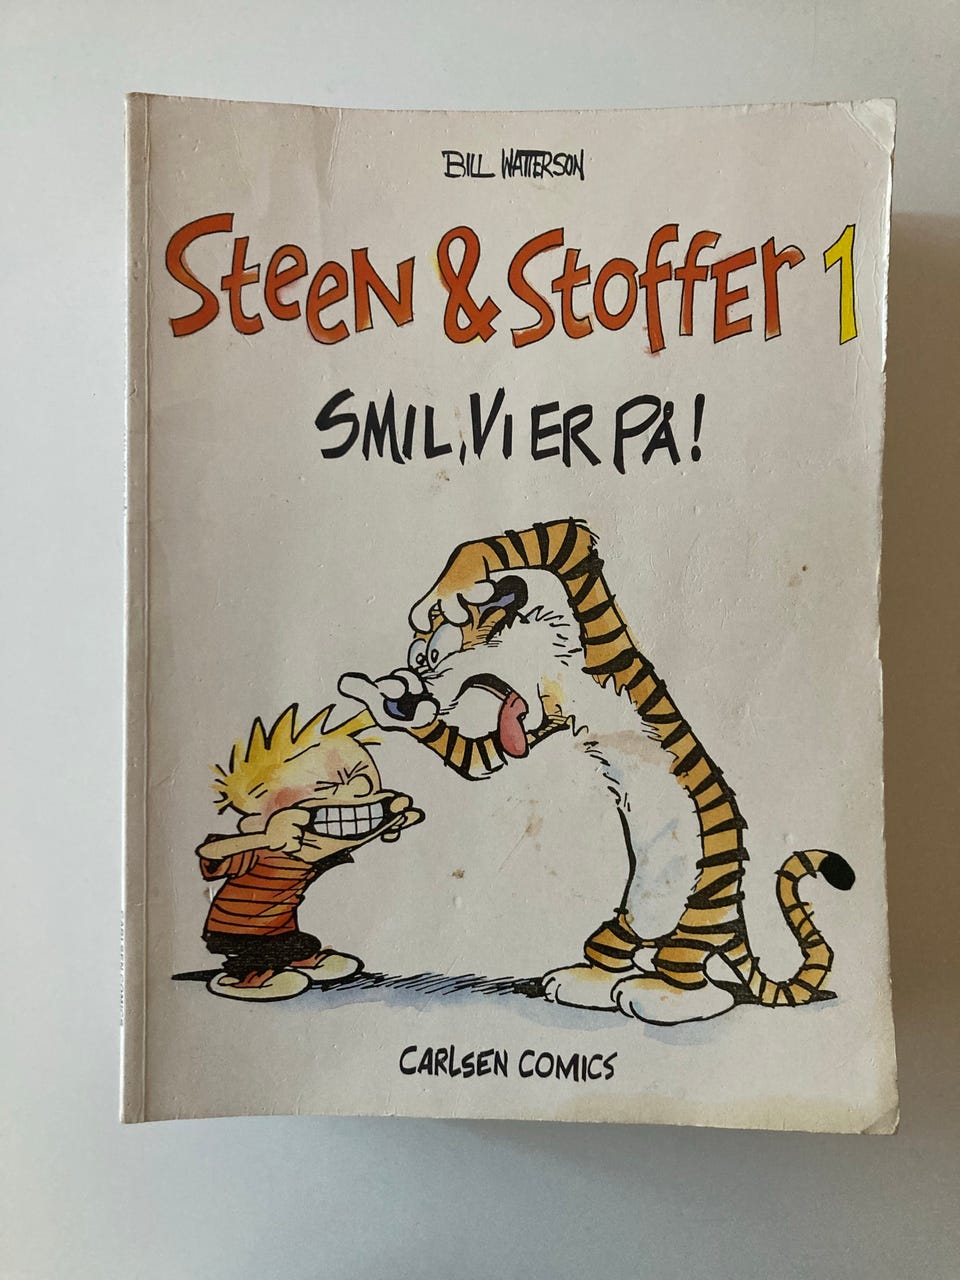 BILL WATTERSON
Steen & Stoffer 1
SMIL, VI ER PÅ!
CARLSEN COMICS